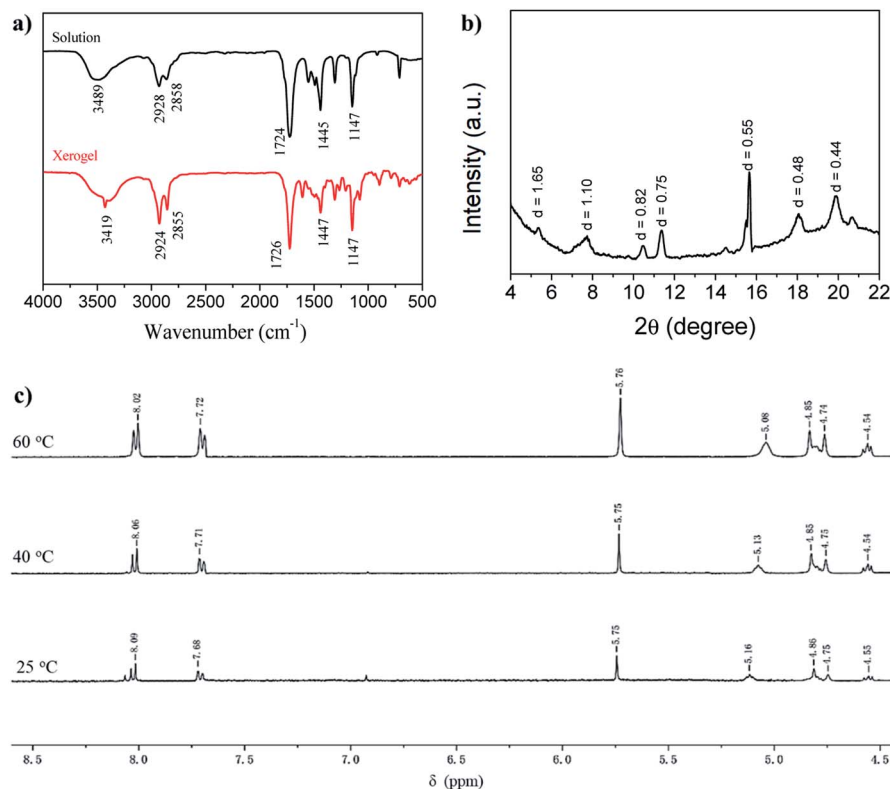 a)
Solution
3489
2928
2858
1724
1445
1147
Xerogel
3419
2924
2855
1726
1447
1147
4000 3500 3000 2500 2000 1500 1000 500
Wavenumber (cm⁻¹)
b)
Intensity (a.u.)
d = 1.65
d = 1.10
d = 0.82
d = 0.75
d = 0.55
d = 0.48
d = 0.44
4 6 8 10 12 14 16 18 20 22
2θ (degree)
c)
60 °C
8.02
7.72
5.76
5.08
4.85
4.74
4.54
40 °C
8.06
7.71
5.75
5.13
4.85
4.75
4.54
25 °C
8.09
7.68
5.75
5.16
4.86
4.75
4.55
8.5 8.0 7.5 7.0 6.5 6.0 5.5 5.0 4.5
δ (ppm)